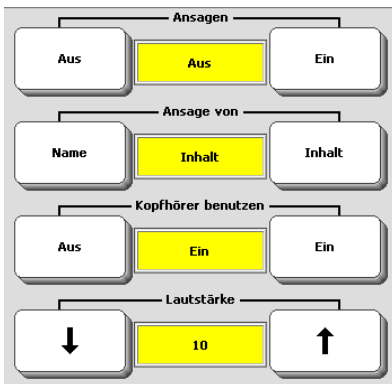 Ansagen
Aus Aus Ein
Ansage von
Name Inhalt Inhalt
Kopfhörer benutzen
Aus Ein Ein
Lautstärke
10